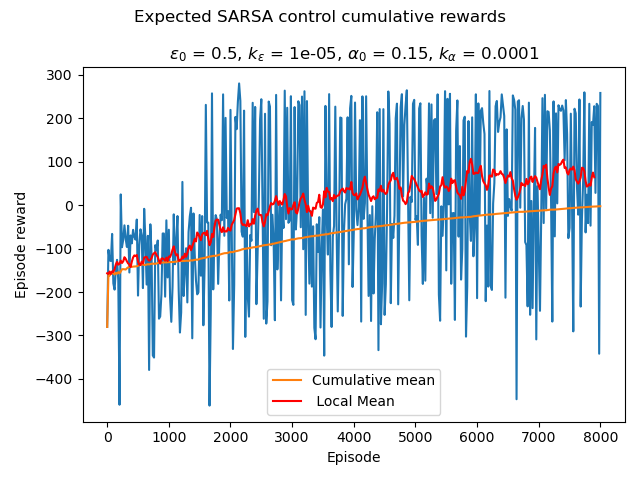 Expected SARSA control cumulative rewards
ε₀ = 0.5, kε = 1e-05, α₀ = 0.15, kα = 0.0001
300
200
100
0
−100
−200
−300
−400
Episode reward
Cumulative mean
Local Mean
0 1000 2000 3000 4000 5000 6000 7000 8000
Episode